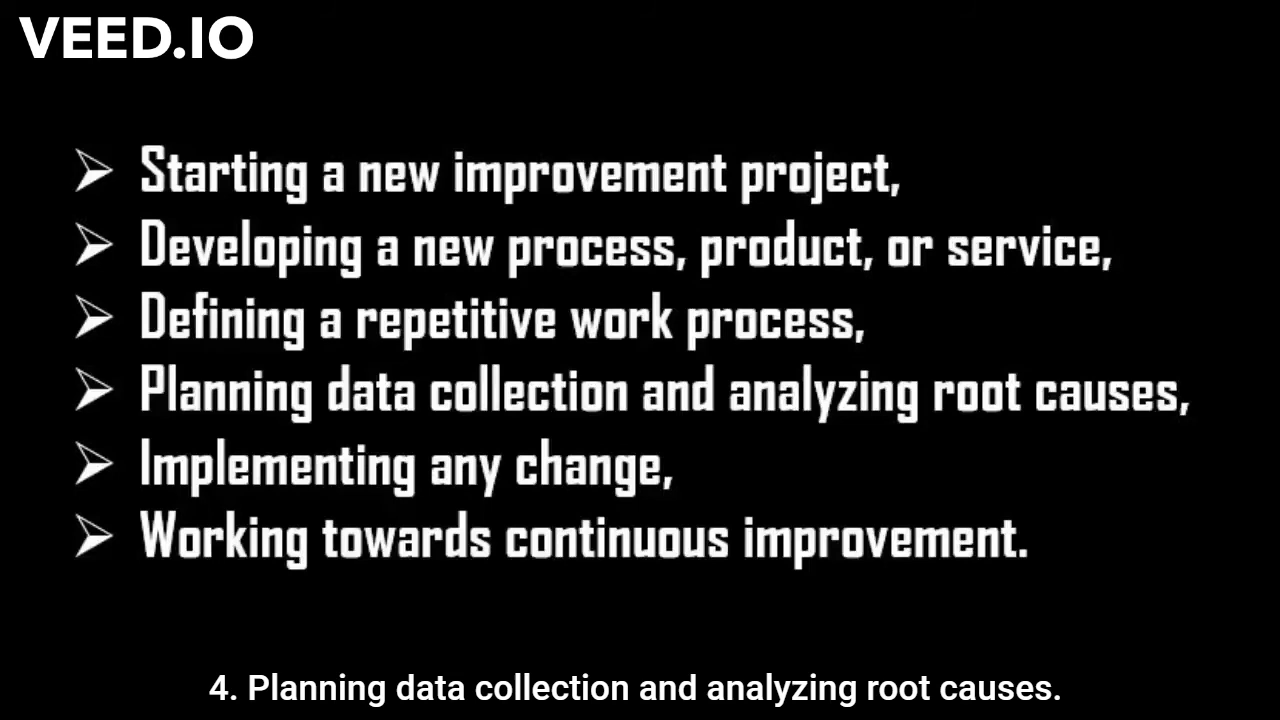 VEED.IO
Starting a new improvement project,
Developing a new process, product, or service,
Defining a repetitive work process,
Planning data collection and analyzing root causes,
Implementing any change,
Working towards continuous improvement.
4. Planning data collection and analyzing root causes.